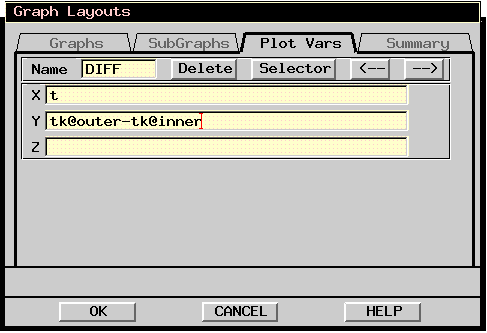 Graph Layouts
Graphs SubGraphs Plot Vars Summary
Name DIFF Delete Selector <-- -->
X t
Y tk@outer-tk@inner
Z
OK CANCEL HELP